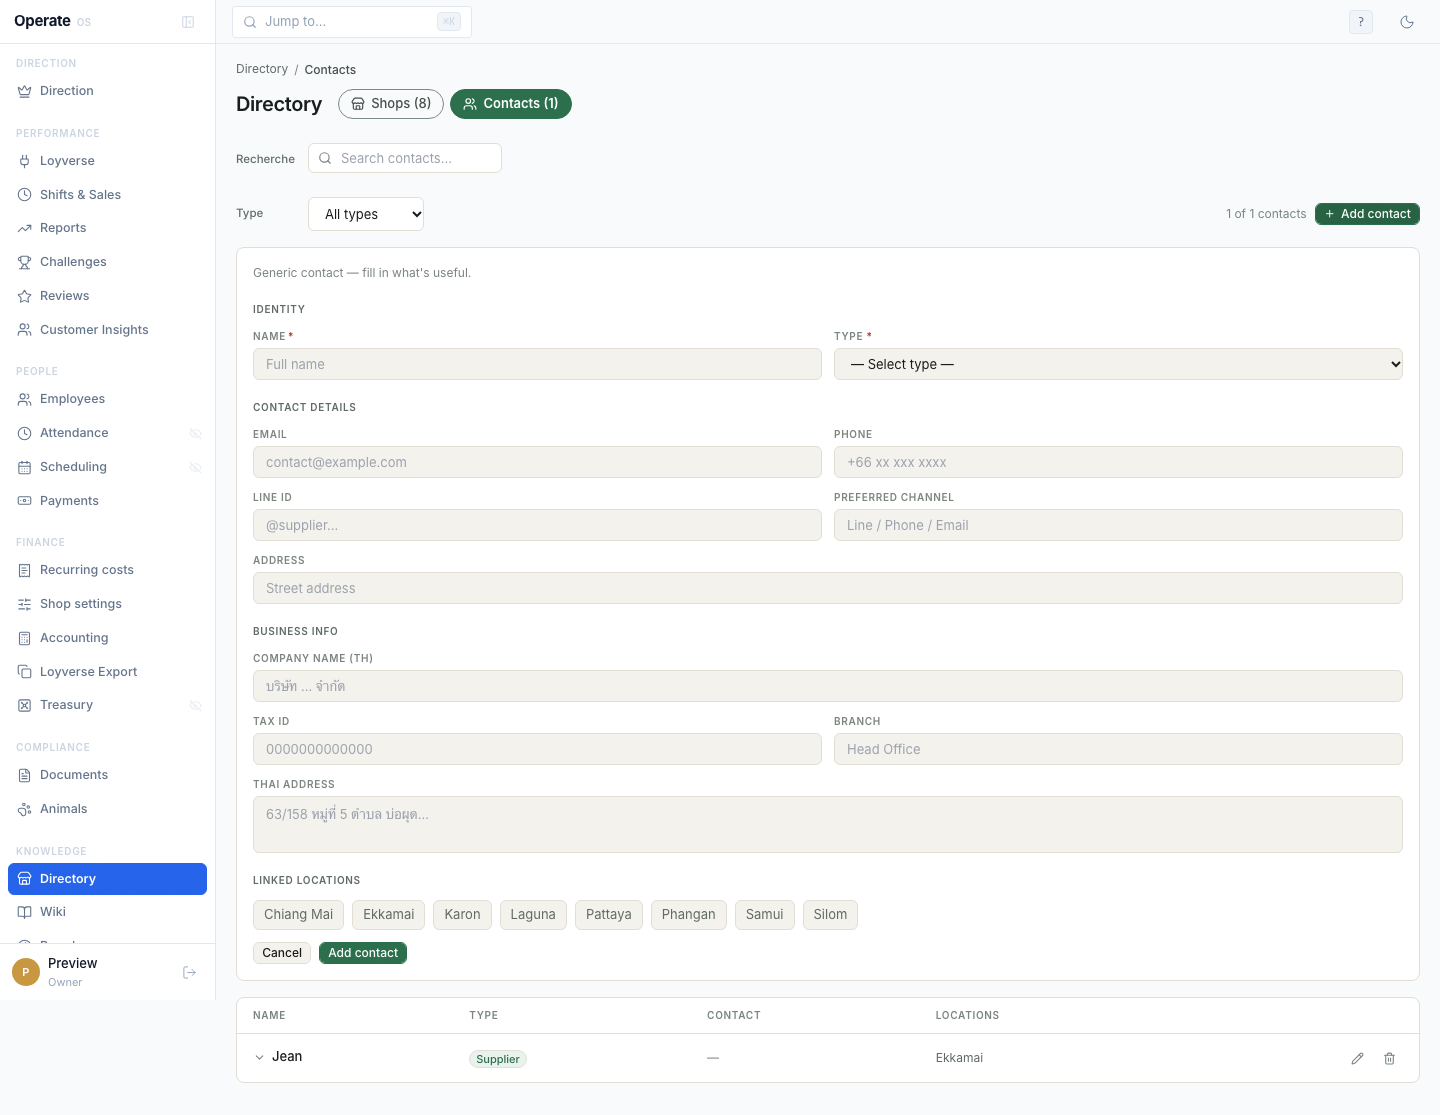 Operate OS
Jump to...
⌘K
?
DIRECTION
Direction
PERFORMANCE
Loyverse
Shifts & Sales
Reports
Challenges
Reviews
Customer Insights
PEOPLE
Employees
Attendance
Scheduling
Payments
FINANCE
Recurring costs
Shop settings
Accounting
Loyverse Export
Treasury
COMPLIANCE
Documents
Animals
KNOWLEDGE
Directory
Wiki
P
Preview
Owner
Directory / Contacts
Directory
Shops (8)
Contacts (1)
Recherche
Search contacts...
Type
All types
1 of 1 contacts
+ Add contact
Generic contact — fill in what's useful.
IDENTITY
NAME *
TYPE *
Full name
— Select type —
CONTACT DETAILS
EMAIL
PHONE
contact@example.com
+66 xx xxx xxxx
LINE ID
PREFERRED CHANNEL
@supplier...
Line / Phone / Email
ADDRESS
Street address
BUSINESS INFO
COMPANY NAME (TH)
บริษัท ... จำกัด
TAX ID
BRANCH
0000000000000
Head Office
THAI ADDRESS
63/158 หมู่ที่ 5 ตำบล บ่อผุด...
LINKED LOCATIONS
Chiang Mai
Ekkamai
Karon
Laguna
Pattaya
Phangan
Samui
Silom
Cancel
Add contact
NAME
TYPE
CONTACT
LOCATIONS
Jean
Supplier
—
Ekkamai